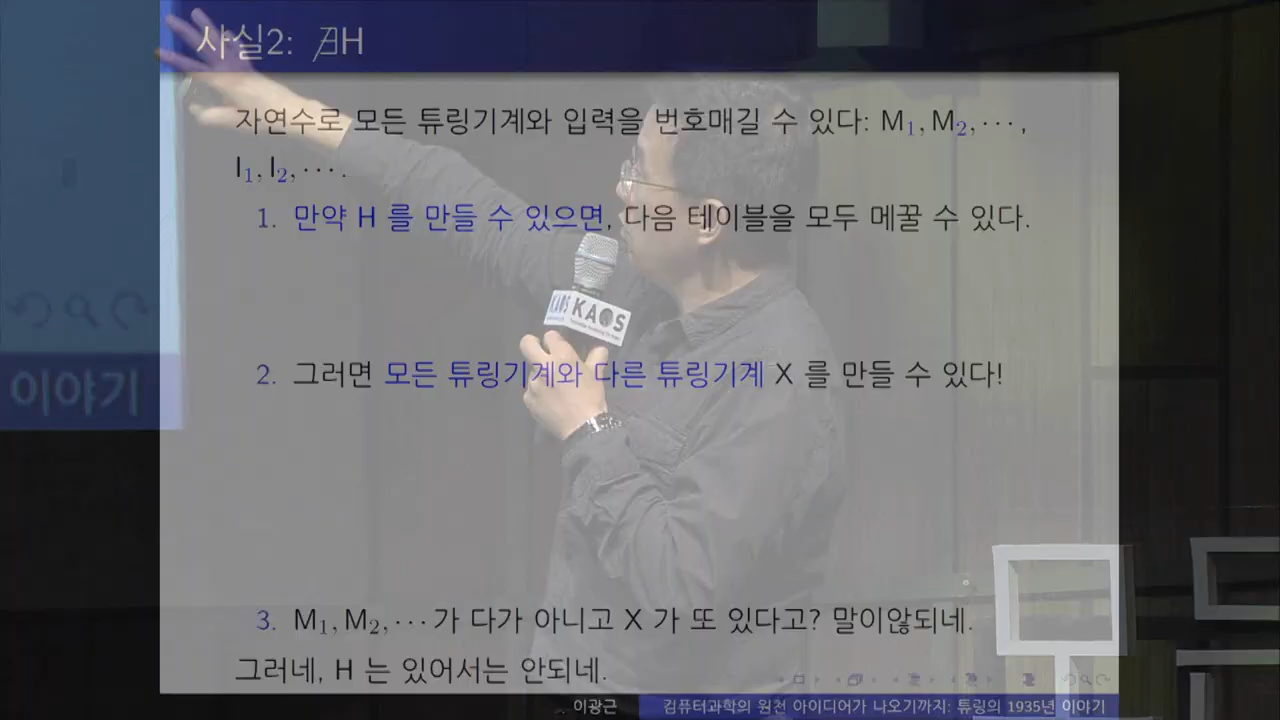 사실2: ∄H
자연수로 모든 튜링기계와 입력을 번호매길 수 있다: M₁, M₂, ⋯,
I₁, I₂, ⋯.
1. 만약 H 를 만들 수 있으면, 다음 테이블을 모두 메꿀 수 있다.
KAOS KAOS
2. 그러면 모든 튜링기계와 다른 튜링기계 X 를 만들 수 있다!
이야기
3. M₁, M₂, ⋯가 다가 아니고 X 가 또 있다고? 말이않되네.
그러네, H 는 있어서는 안되네.
이광근 컴퓨터과학의 원천 아이디어가 나오기까지: 튜링의 1935년 이야기